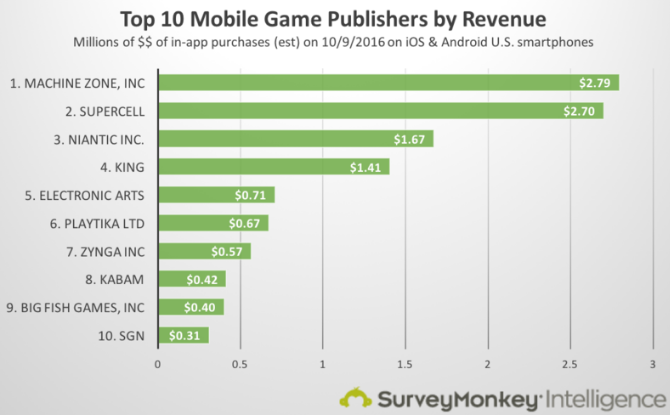 Top 10 Mobile Game Publishers by Revenue
Millions of $$ of in-app purchases (est) on 10/9/2016 on iOS & Android U.S. smartphones
1. MACHINE ZONE, INC $2.79
2. SUPERCELL $2.70
3. NIANTIC INC. $1.67
4. KING $1.41
5. ELECTRONIC ARTS $0.71
6. PLAYTIKA LTD $0.67
7. ZYNGA INC $0.57
8. KABAM $0.42
9. BIG FISH GAMES, INC $0.40
10. SGN $0.31
0 0.5 1 1.5 2 2.5 3
SurveyMonkey Intelligence